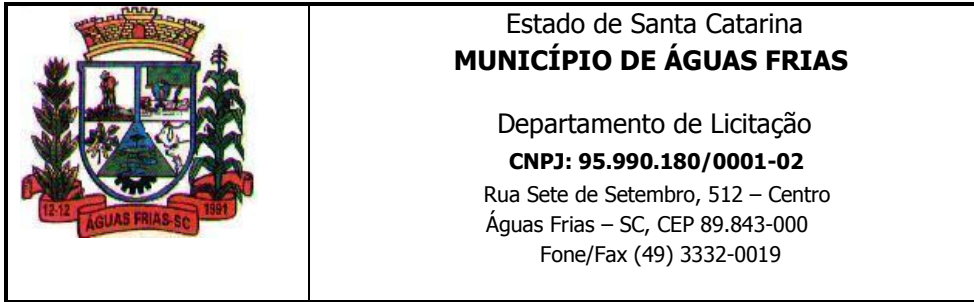 12-12
ÁGUAS FRIAS-SC
1991
Estado de Santa Catarina
MUNICÍPIO DE ÁGUAS FRIAS
Departamento de Licitação
CNPJ: 95.990.180/0001-02
Rua Sete de Setembro, 512 – Centro
Águas Frias – SC, CEP 89.843-000
Fone/Fax (49) 3332-0019